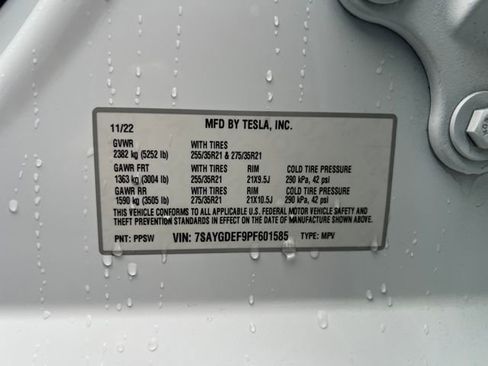 11/22 MFD BY TESLA, INC.
GVWR WITH TIRES
2382 kg (5252 lb) 255/35R21 & 275/35R21
GAWR FRT WITH TIRES RIM COLD TIRE PRESSURE
1363 kg (3004 lb) 255/35R21 21X9.5J 290 kPa, 42 psi
GAWR RR WITH TIRES RIM COLD TIRE PRESSURE
1590 kg (3505 lb) 275/35R21 21X10.5J 290 kPa, 42 psi
THIS VEHICLE CONFORMS TO ALL APPLICABLE U.S. FEDERAL MOTOR VEHICLE SAFETY AND
THEFT PREVENTION STANDARDS IN EFFECT ON THE DATE OF MANUFACTURE SHOWN ABOVE.
PNT: PPSW VIN: 7SAYGDEF9PF601585 TYPE: MPV